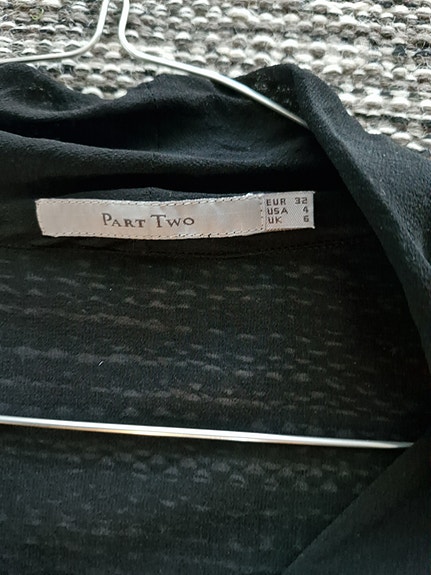 PART TWO
EUR 32
USA 4
UK 6